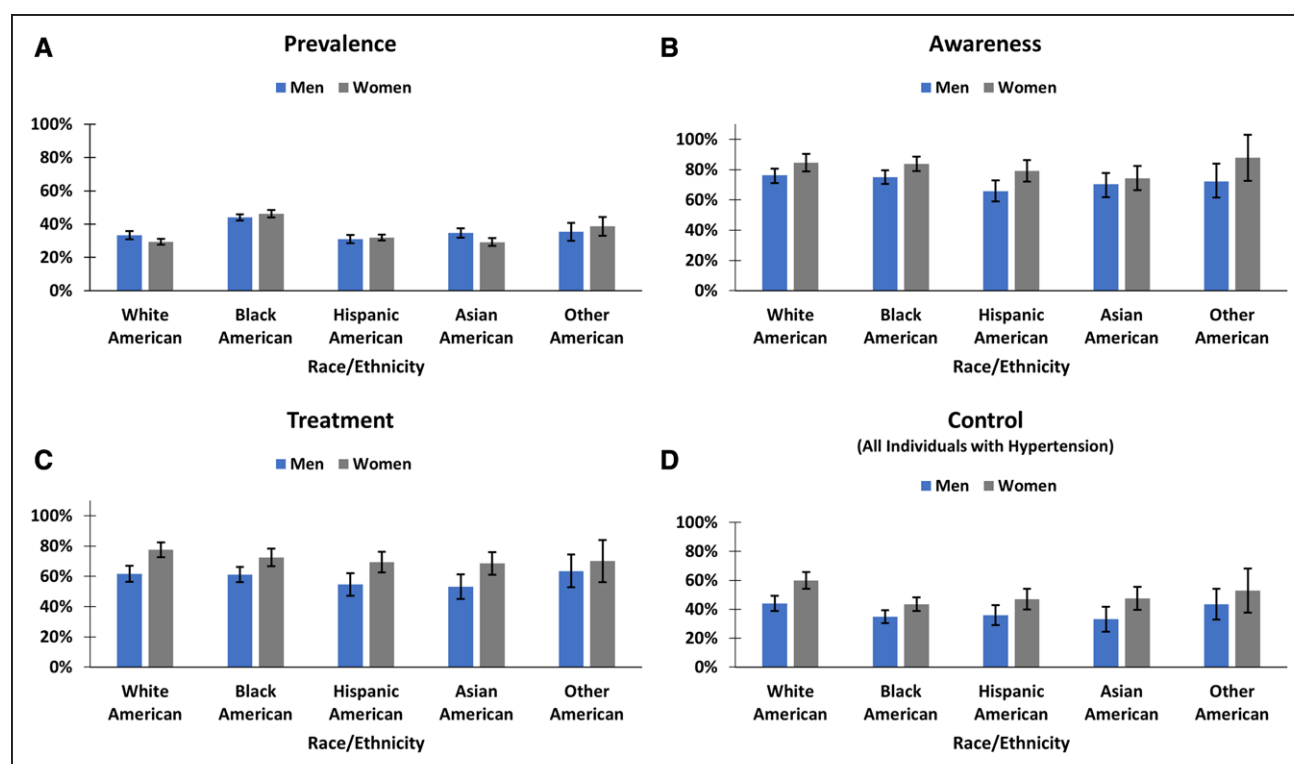 A
Prevalence
Men Women
100%
80%
60%
40%
20%
0%
White American
Black American
Hispanic American
Asian American
Other American
Race/Ethnicity
B
Awareness
Men Women
100%
80%
60%
40%
20%
0%
White American
Black American
Hispanic American
Asian American
Other American
Race/Ethnicity
C
Treatment
Men Women
100%
80%
60%
40%
20%
0%
White American
Black American
Hispanic American
Asian American
Other American
Race/Ethnicity
D
Control
(All Individuals with Hypertension)
Men Women
100%
80%
60%
40%
20%
0%
White American
Black American
Hispanic American
Asian American
Other American
Race/Ethnicity